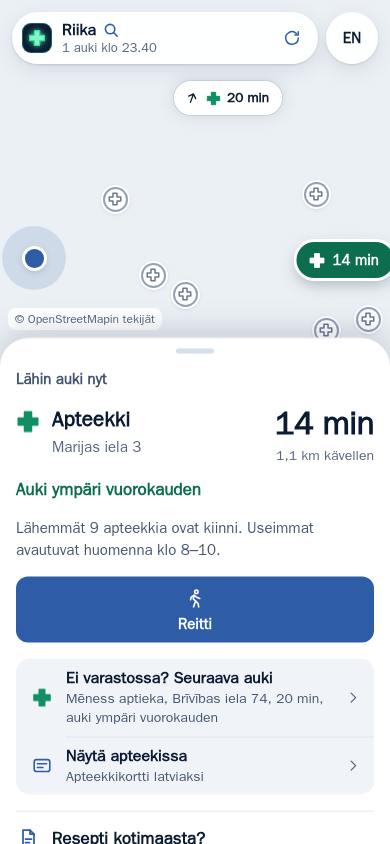 Riika
1 auki klo 23.40
EN
20 min
14 min
© OpenStreetMapin tekijät
Lähin auki nyt
Apteekki
14 min
Marijas iela 3
1,1 km kävellen
Auki ympäri vuorokauden
Lähemmät 9 apteekkia ovat kiinni. Useimmat
avautuvat huomenna klo 8–10.
Reitti
Ei varastossa? Seuraava auki
Mēness aptieka, Brīvības iela 74, 20 min,
auki ympäri vuorokauden
Näytä apteekissa
Apteekkikortti latviaksi
Resepti kotimaasta?